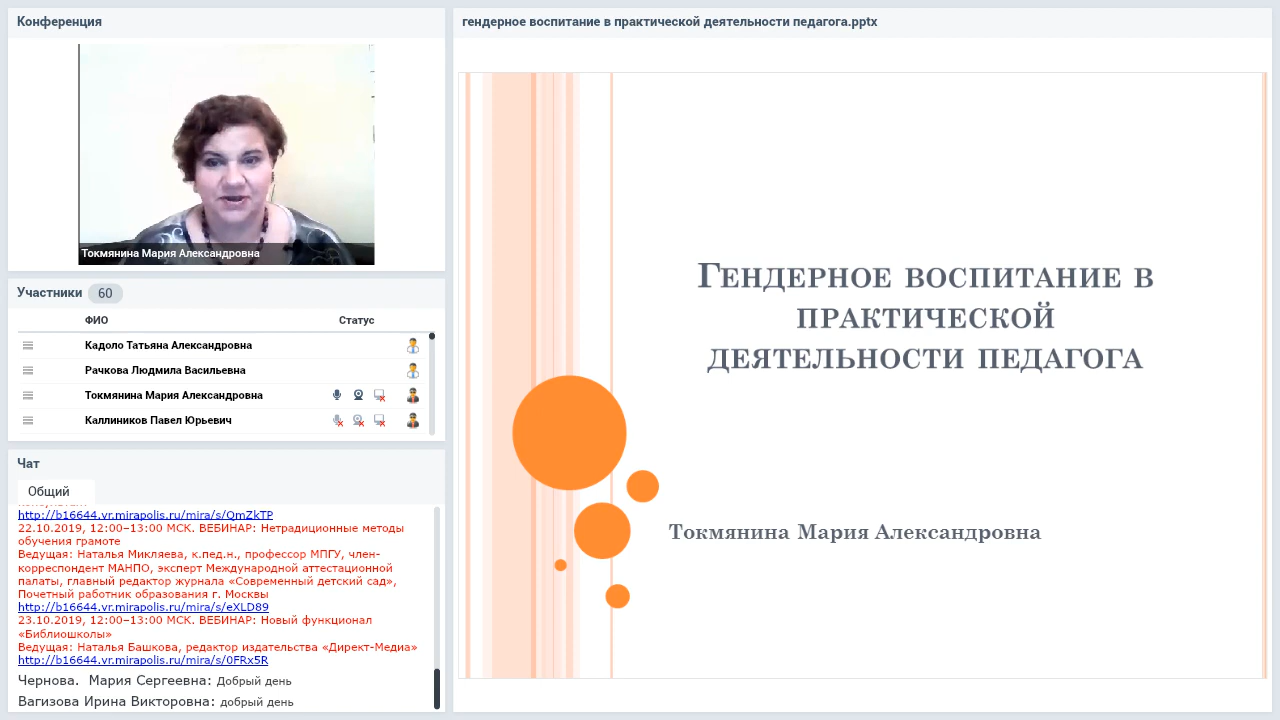 Конференция
Токмянина Мария Александровна
Участники 60
ФИО Статус
Кадоло Татьяна Александровна
Рачкова Людмила Васильевна
Токмянина Мария Александровна
Каллиников Павел Юрьевич
Чат
Общий
http://b16644.vr.mirapolis.ru/mira/s/QmZkTP
22.10.2019, 12:00–13:00 МСК. ВЕБИНАР: Нетрадиционные методы
обучения грамоте
Ведущая: Наталья Микляева, к.пед.н., профессор МПГУ, член-
корреспондент МАНПО, эксперт Международной аттестационной
палаты, главный редактор журнала «Современный детский сад»,
Почетный работник образования г. Москвы
http://b16644.vr.mirapolis.ru/mira/s/eXLD89
23.10.2019, 12:00–13:00 МСК. ВЕБИНАР: Новый функционал
«Библиошколы»
Ведущая: Наталья Башкова, редактор издательства «Директ-Медиа»
http://b16644.vr.mirapolis.ru/mira/s/0FRx5R
Чернова. Мария Сергеевна: Добрый день
Вагизова Ирина Викторовна: добрый день
гендерное воспитание в практической деятельности педагога.pptx
Гендерное воспитание в
практической
деятельности педагога
Токмянина Мария Александровна